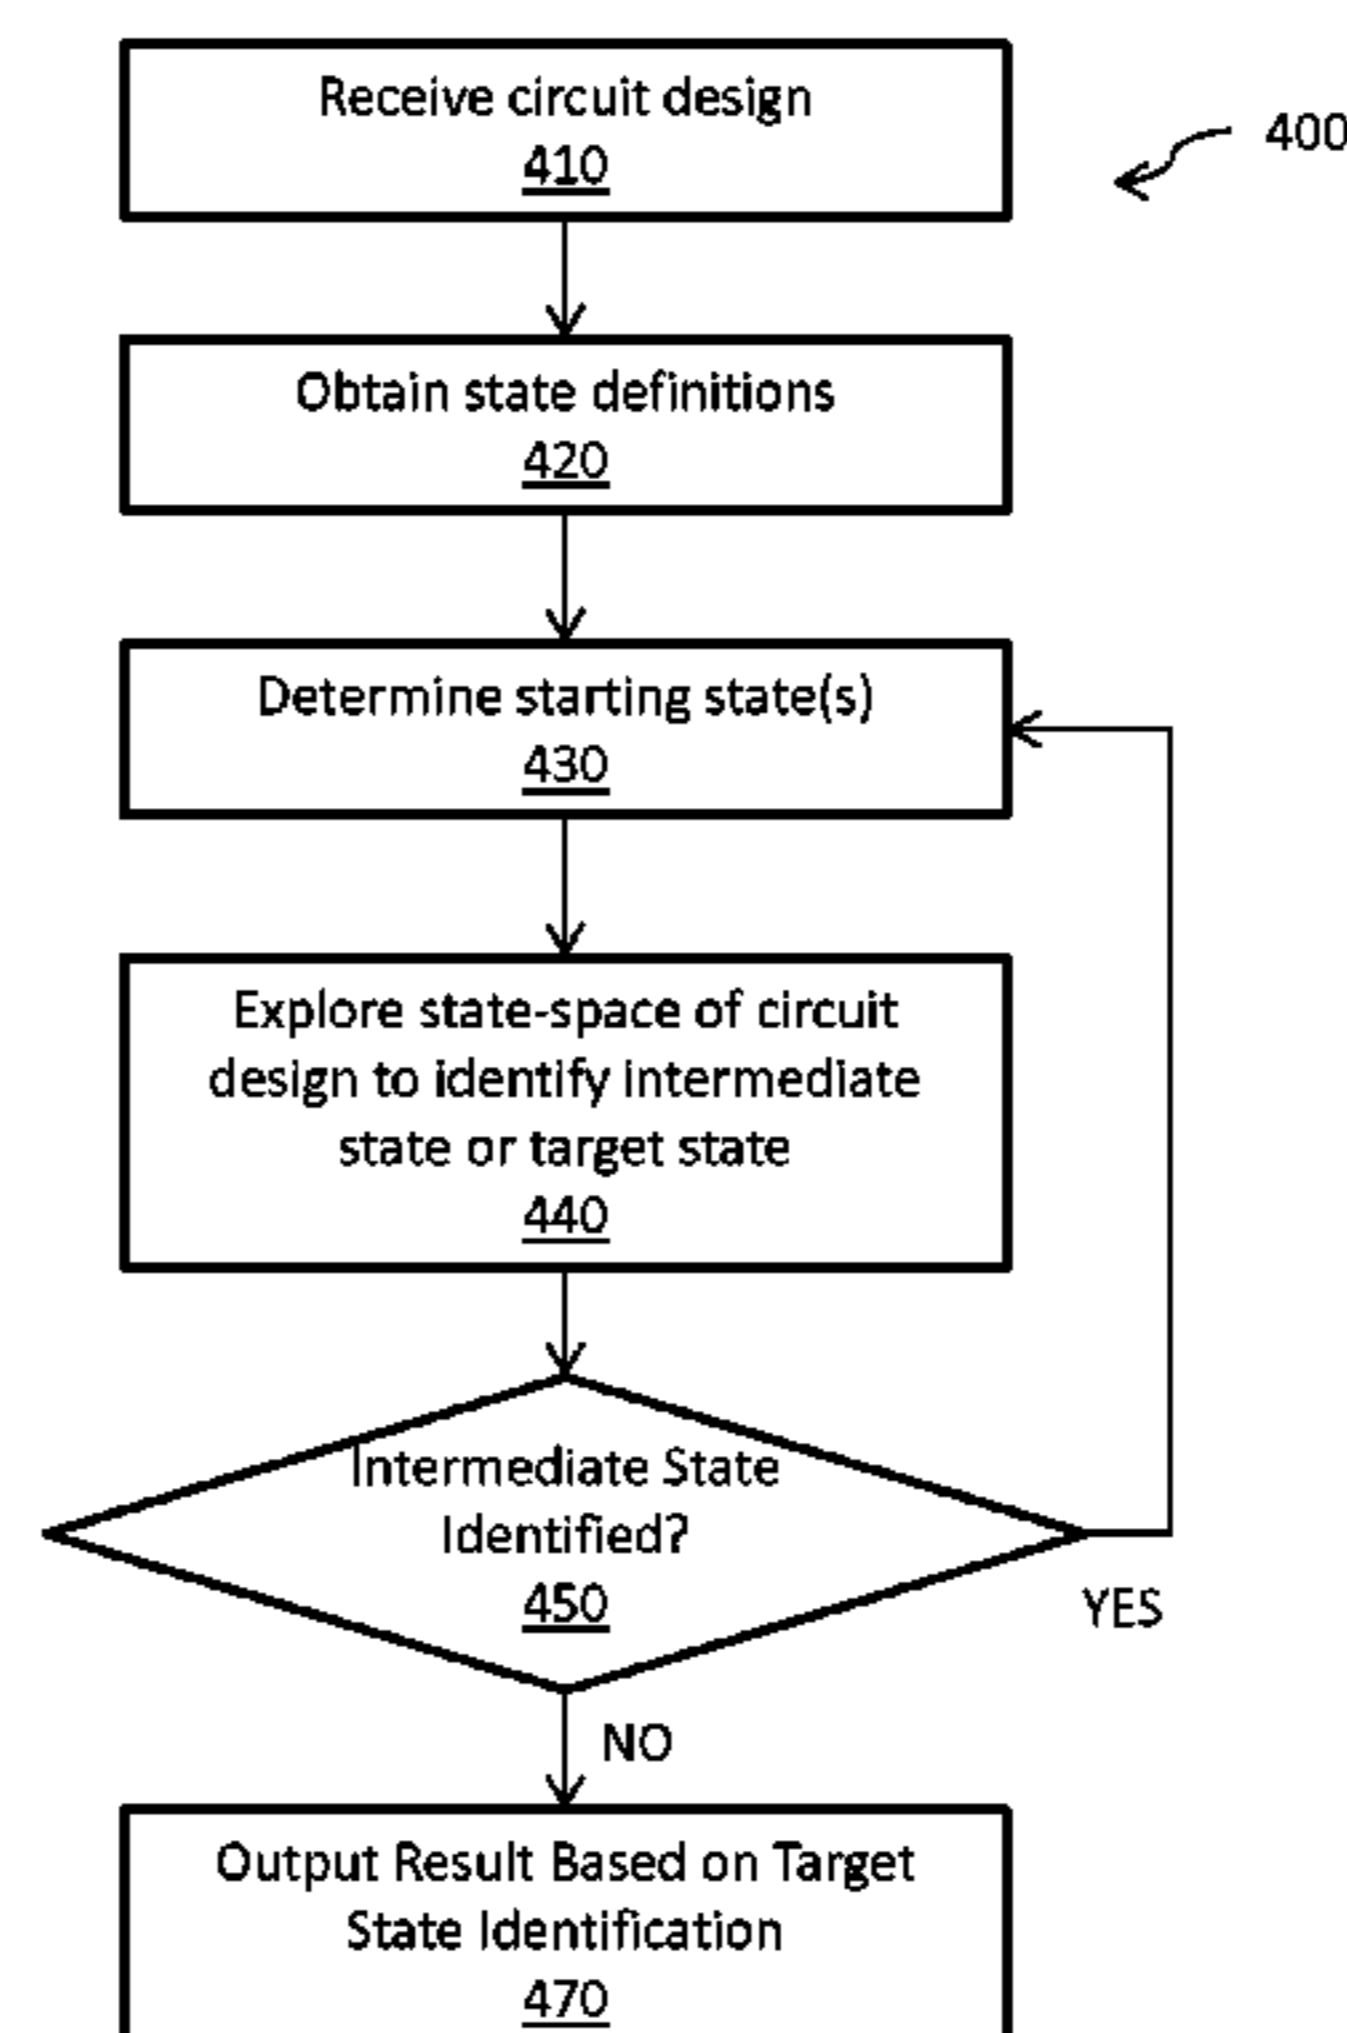 Receive circuit design
410
400
Obtain state definitions
420
Determine starting state(s)
430
Explore state-space of circuit
design to identify intermediate
state or target state
440
Intermediate State
Identified?
450
YES
NO
Output Result Based on Target
State Identification
470